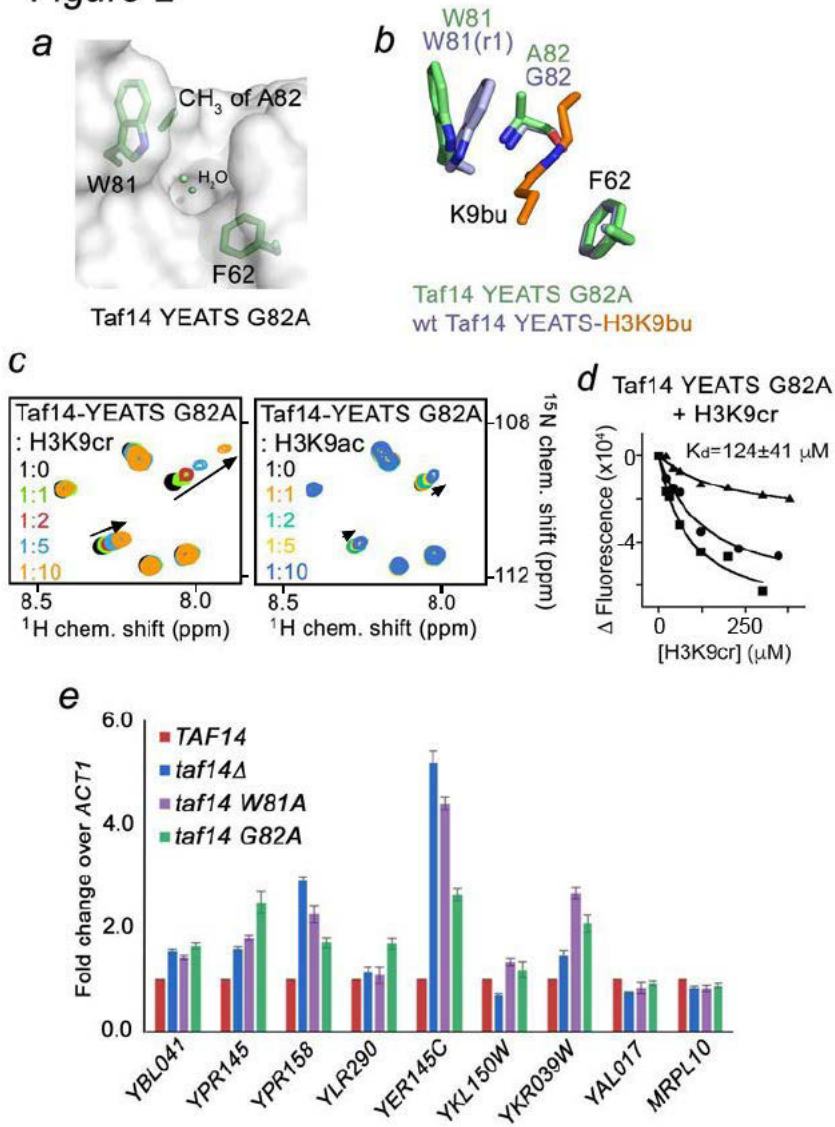 a
CH3 of A82
H2O
W81
F62
Taf14 YEATS G82A
b
W81
W81(r1)
A82
G82
F62
K9bu
Taf14 YEATS G82A
wt Taf14 YEATS-H3K9bu
c
Taf14-YEATS G82A
: H3K9cr
1:0
1:1
1:2
1:5
1:10
8.5
8.0
1H chem. shift (ppm)
Taf14-YEATS G82A
: H3K9ac
1:0
1:1
1:2
1:5
1:10
8.5
8.0
1H chem. shift (ppm)
108
15N chem. shift (ppm)
112
d
Taf14 YEATS G82A
+ H3K9cr
Kd=124±41 μM
0
-4
Δ Fluorescence (x10⁴)
0
250
[H3K9cr] (μM)
e
6.0
4.0
2.0
0.0
Fold change over ACT1
TAF14
taf14Δ
taf14 W81A
taf14 G82A
YBL041
YPR145
YPR158
YLR290
YER145C
YKL150W
YKR039W
YAL017
MRPL10